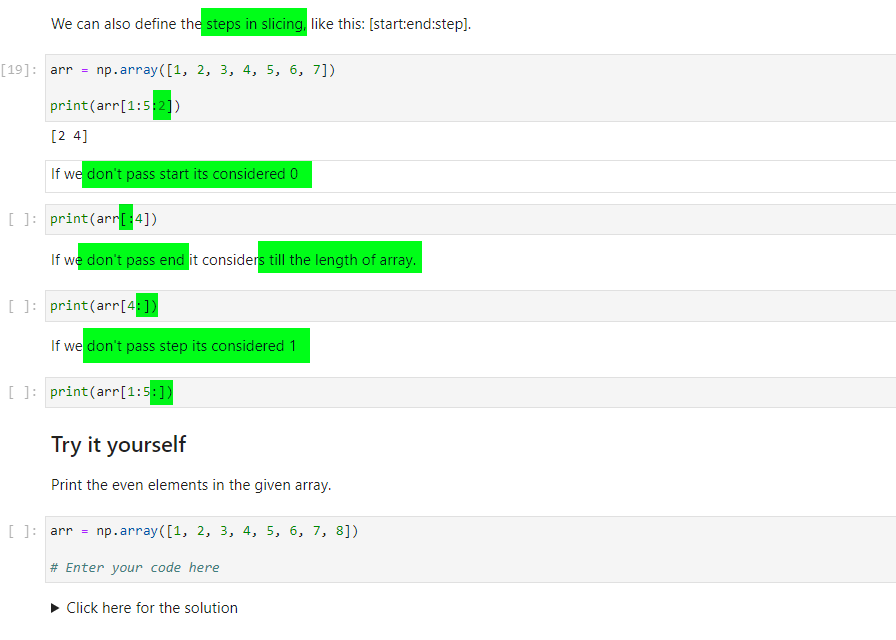 We can also define the steps in slicing, like this: [start:end:step].
[19]: arr = np.array([1, 2, 3, 4, 5, 6, 7])
print(arr[1:5:2])
[2 4]
If we don't pass start its considered 0
[ ]: print(arr[:4])
If we don't pass end it considers till the length of array.
[ ]: print(arr[4:])
If we don't pass step its considered 1
[ ]: print(arr[1:5:])
Try it yourself
Print the even elements in the given array.
[ ]: arr = np.array([1, 2, 3, 4, 5, 6, 7, 8])
# Enter your code here
▶ Click here for the solution